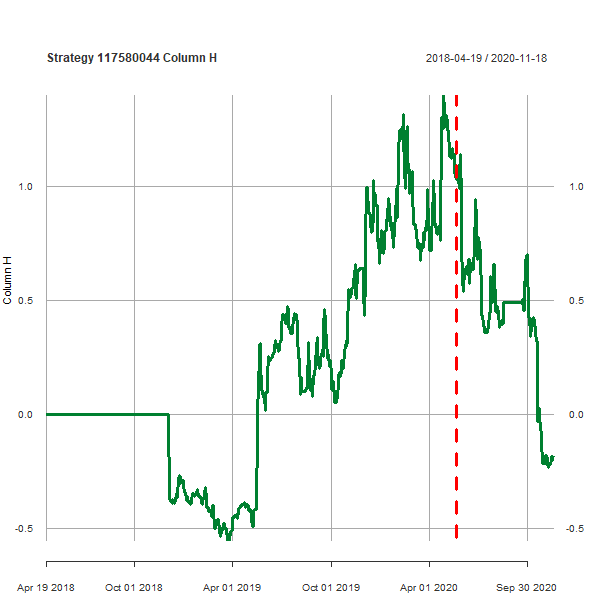 Strategy 117580044 Column H
2018-04-19 / 2020-11-18
Column H
1.0
1.0
0.5
0.5
0.0
0.0
-0.5
-0.5
Apr 19 2018
Oct 01 2018
Apr 01 2019
Oct 01 2019
Apr 01 2020
Sep 30 2020